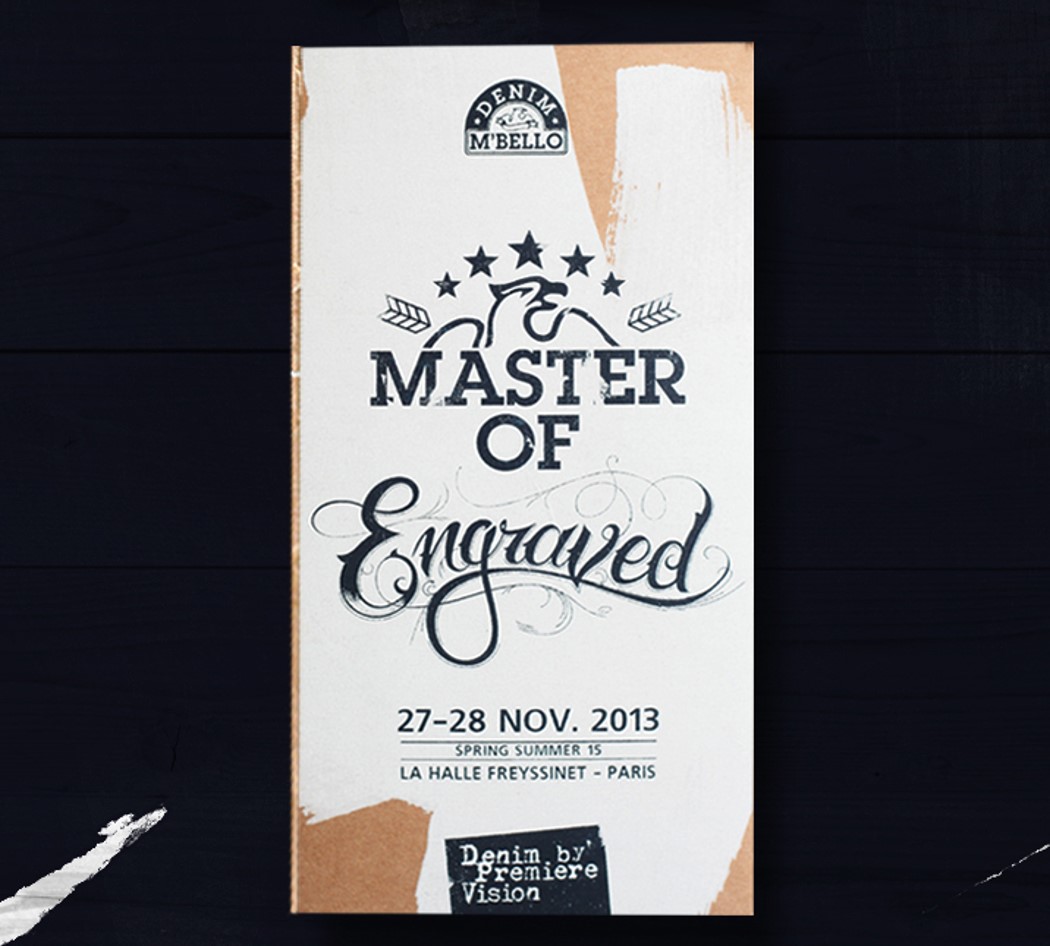 DENIM
M'BELLO
MASTER
OF
Engraved
27-28 NOV. 2013
SPRING SUMMER 15
LA HALLE FREYSSINET - PARIS
Denim by'
Premiere
Vision